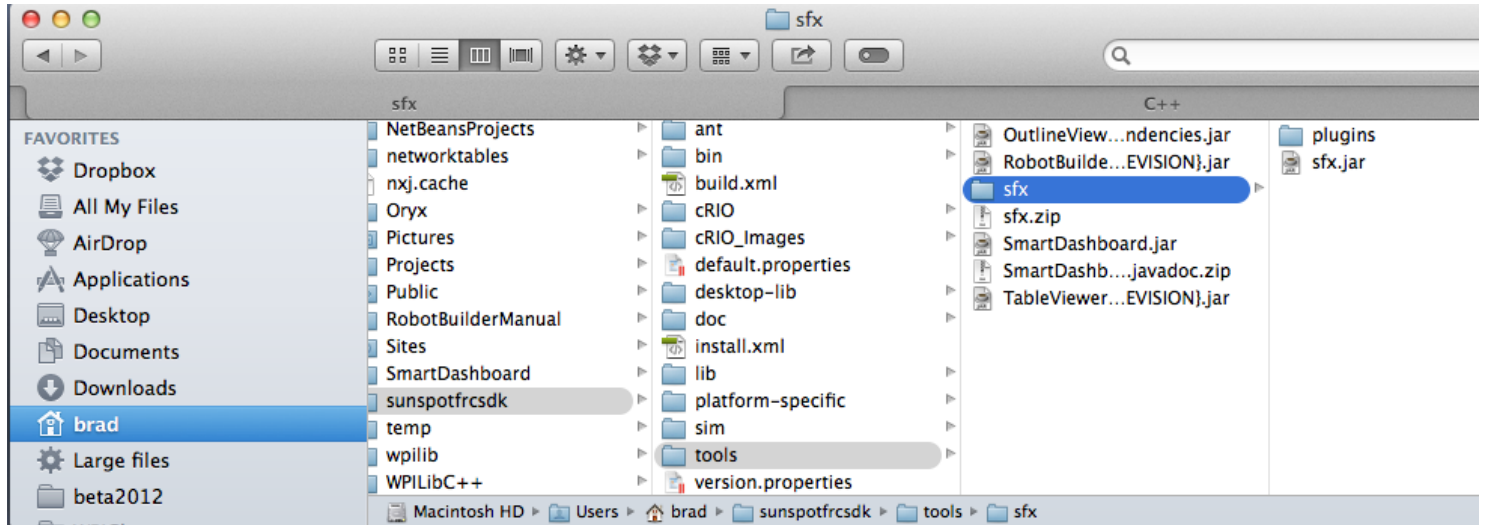 sfx
sfx
C++
FAVORITES
Dropbox
All My Files
AirDrop
Applications
Desktop
Documents
Downloads
brad
Large files
beta2012
NetBeansProjects
networktables
nxj.cache
Oryx
Pictures
Projects
Public
RobotBuilderManual
Sites
SmartDashboard
sunspotfrcsdk
temp
wpilib
WPILibC++
ant
bin
build.xml
cRIO
cRIO_Images
default.properties
desktop-lib
doc
install.xml
lib
platform-specific
sim
tools
version.properties
OutlineView...ndencies.jar
RobotBuilde...EVISION}.jar
sfx
sfx.zip
SmartDashboard.jar
SmartDashb....javadoc.zip
TableViewer...EVISION}.jar
plugins
sfx.jar
Macintosh HD ▸ Users ▸ brad ▸ sunspotfrcsdk ▸ tools ▸ sfx